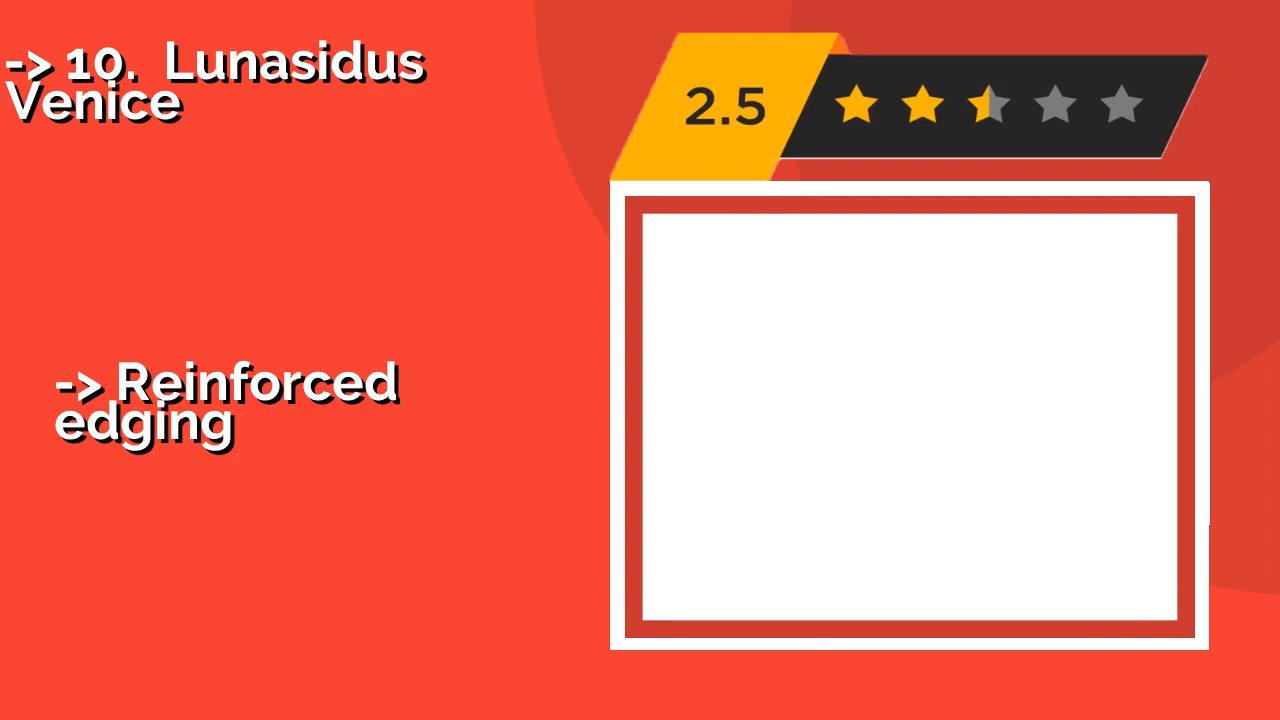 -> 10.  Lunasidus
Venice
2.5
-> Reinforced
edging